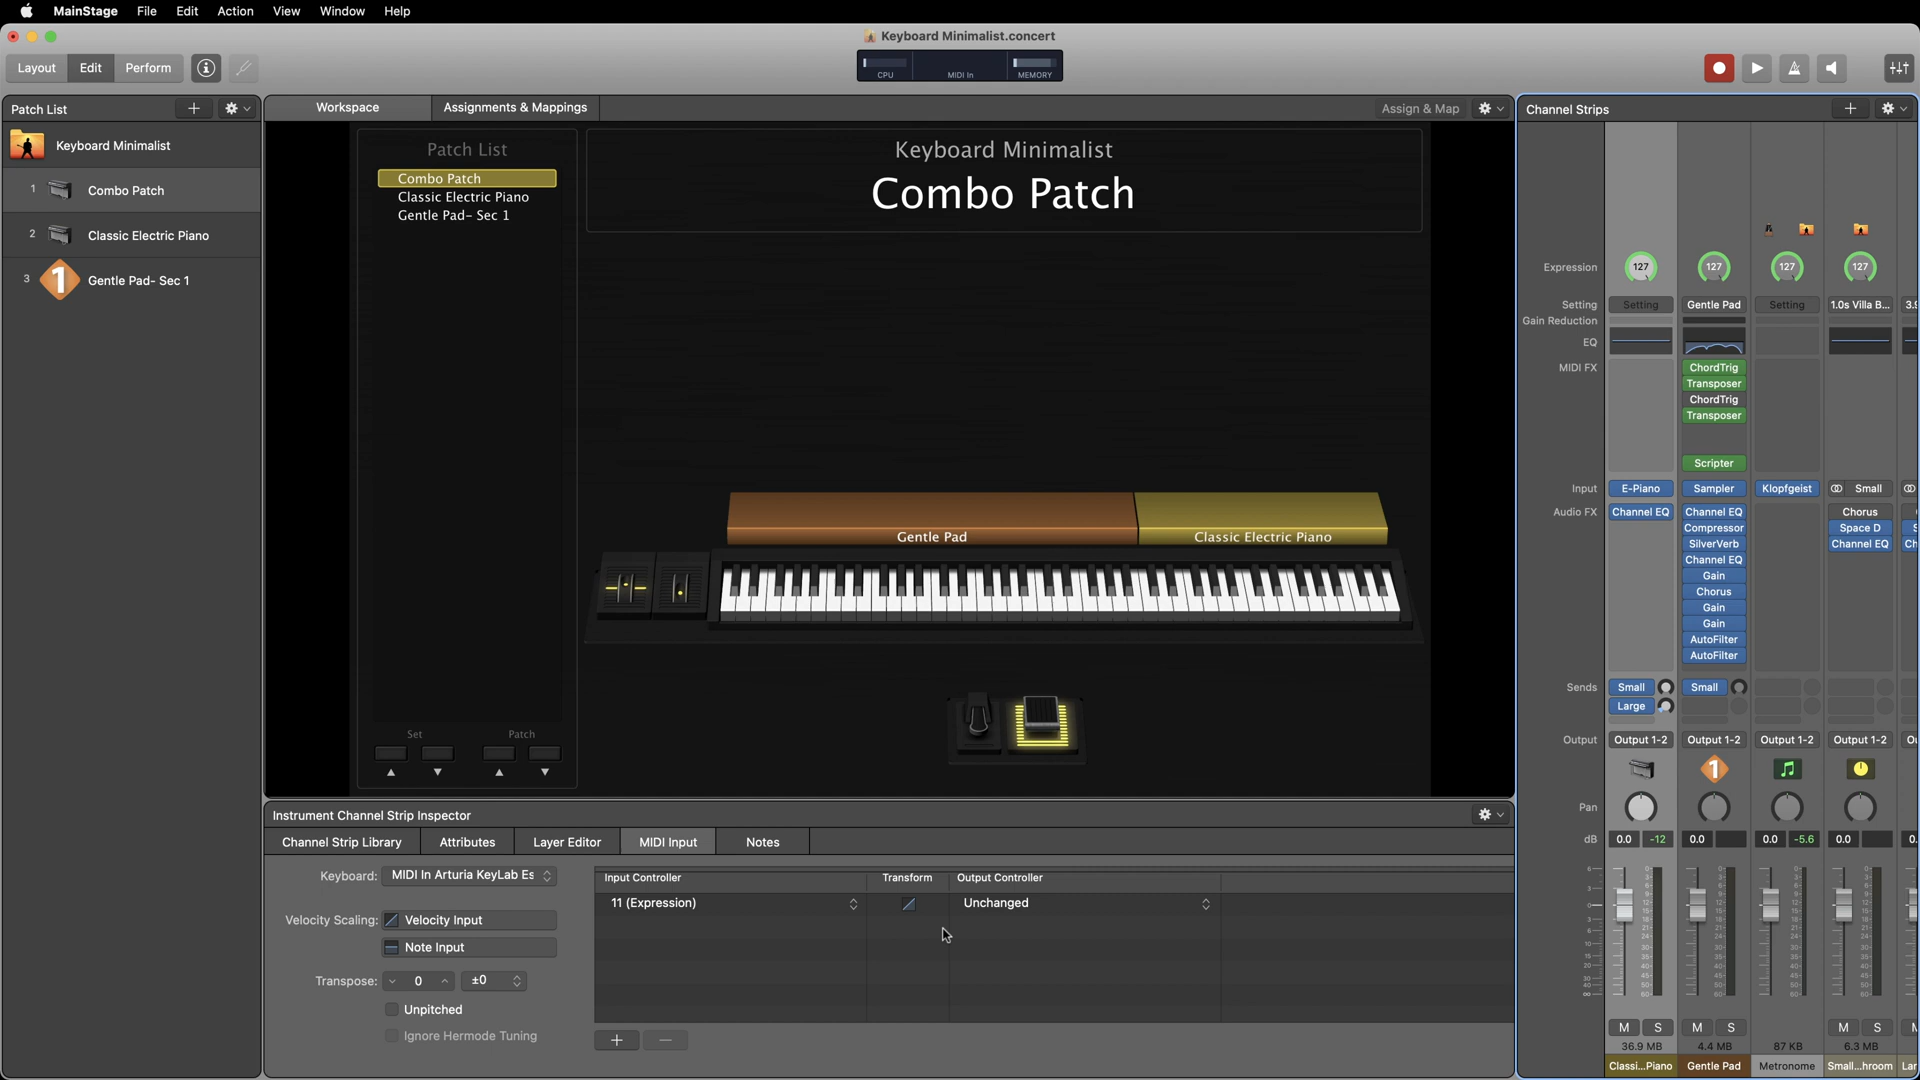 MainStage File Edit Action View Window Help
Keyboard Minimalist.concert
Layout Edit Perform
CPU MIDI In MEMORY
Patch List
Keyboard Minimalist
1 Combo Patch
2 Classic Electric Piano
3 1 Gentle Pad- Sec 1
Workspace Assignments & Mappings Assign & Map
Patch List
Combo Patch
Classic Electric Piano
Gentle Pad- Sec 1
Set Patch
Keyboard Minimalist
Combo Patch
Gentle Pad Classic Electric Piano
Instrument Channel Strip Inspector
Channel Strip Library Attributes Layer Editor MIDI Input Notes
Keyboard: MIDI In Arturia KeyLab Es
Velocity Scaling: Velocity Input
Note Input
Transpose: 0 ±0
Unpitched
Ignore Hermode Tuning
Input Controller Transform Output Controller
11 (Expression) Unchanged
Channel Strips
Expression 127 127 127 127
Setting Setting Gentle Pad Setting 1.0s Villa B... 3.9
Gain Reduction
EQ
MIDI FX ChordTrig
Transposer
ChordTrig
Transposer
Scripter
Input E-Piano Sampler Klopfgeist Small
Audio FX Channel EQ Channel EQ Chorus
Compressor Space D
SilverVerb Channel EQ
Channel EQ
Gain
Chorus
Gain
Gain
AutoFilter
AutoFilter
Sends Small Small
Large
Output Output 1-2 Output 1-2 Output 1-2 Output 1-2
1
Pan
dB 0.0 -12 0.0 0.0 -5.6 0.0
M S M S M S
36.9 MB 4.4 MB 87 KB 6.3 MB
Classi...Piano Gentle Pad Metronome Small...hroom Lar